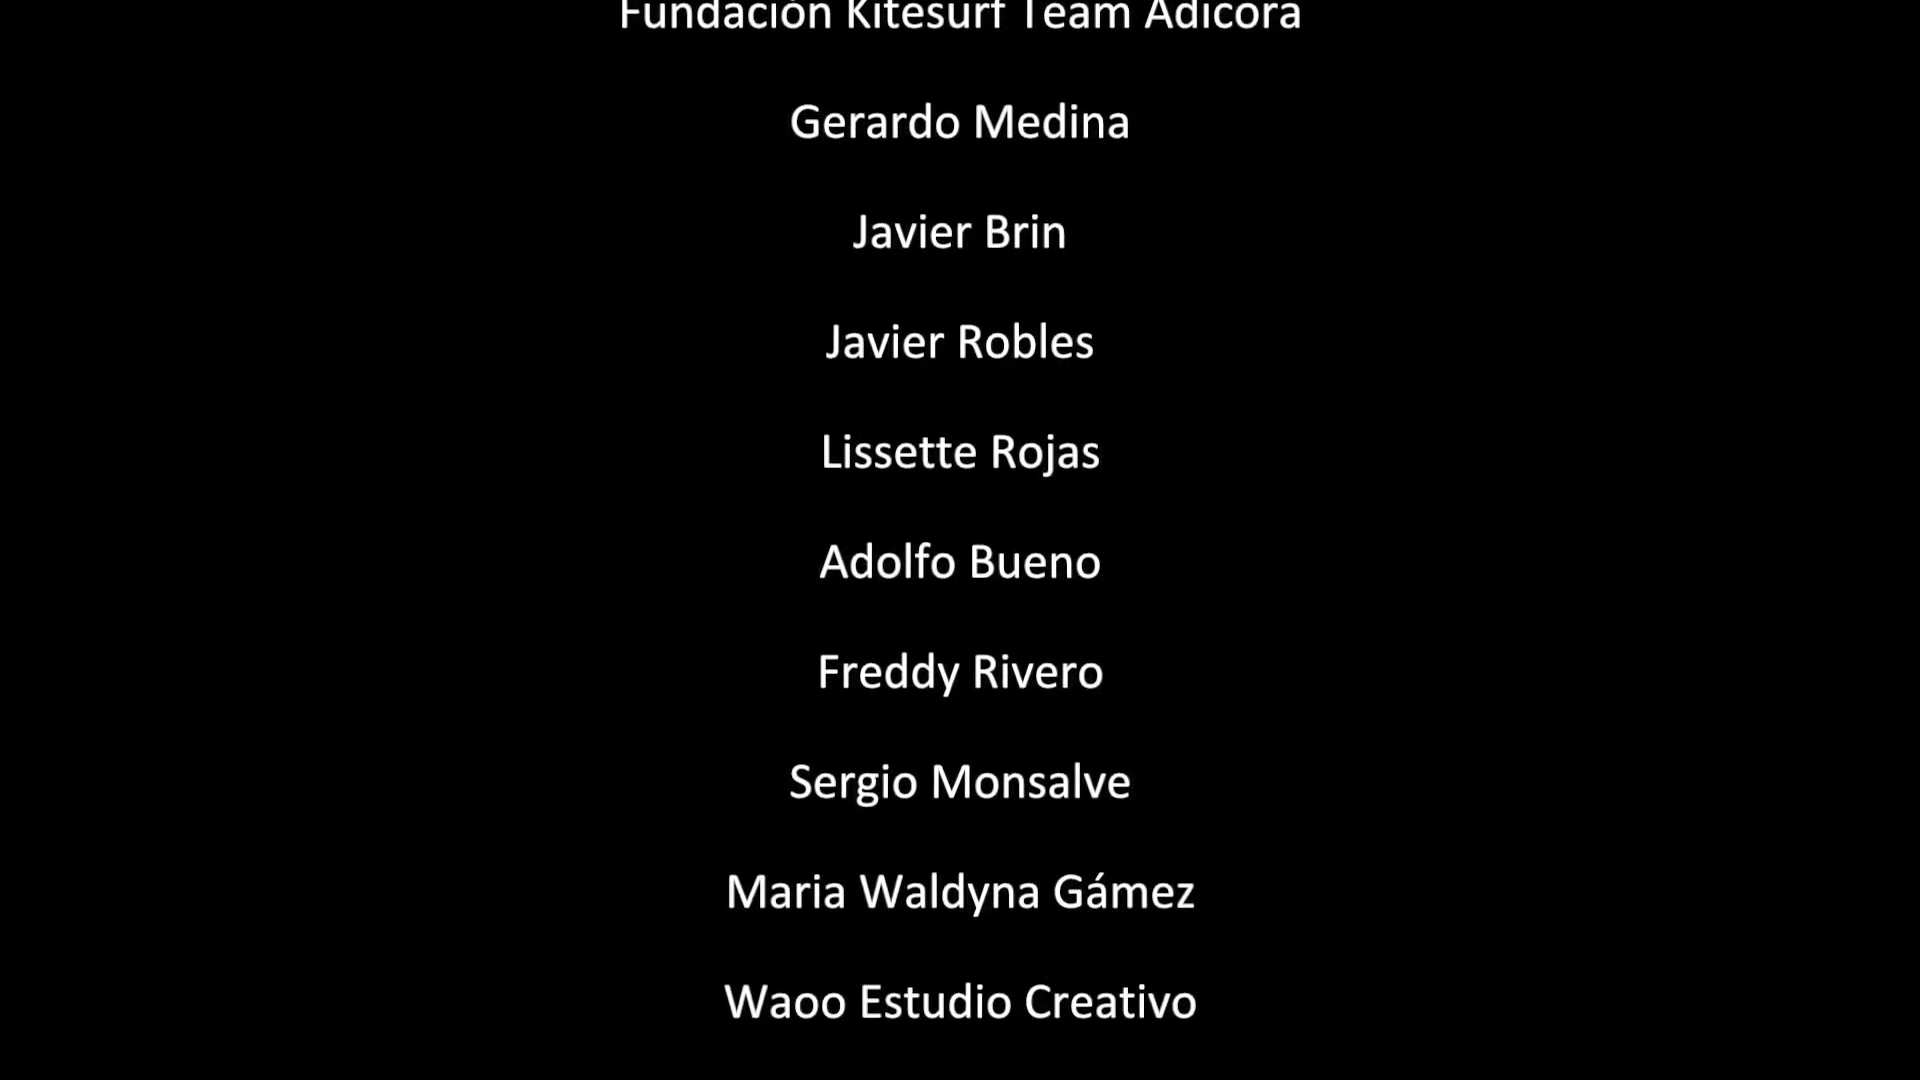 Fundación Kitesurf Team Adicora
Gerardo Medina
Javier Brin
Javier Robles
Lissette Rojas
Adolfo Bueno
Freddy Rivero
Sergio Monsalve
Maria Waldyna Gámez
Waoo Estudio Creativo